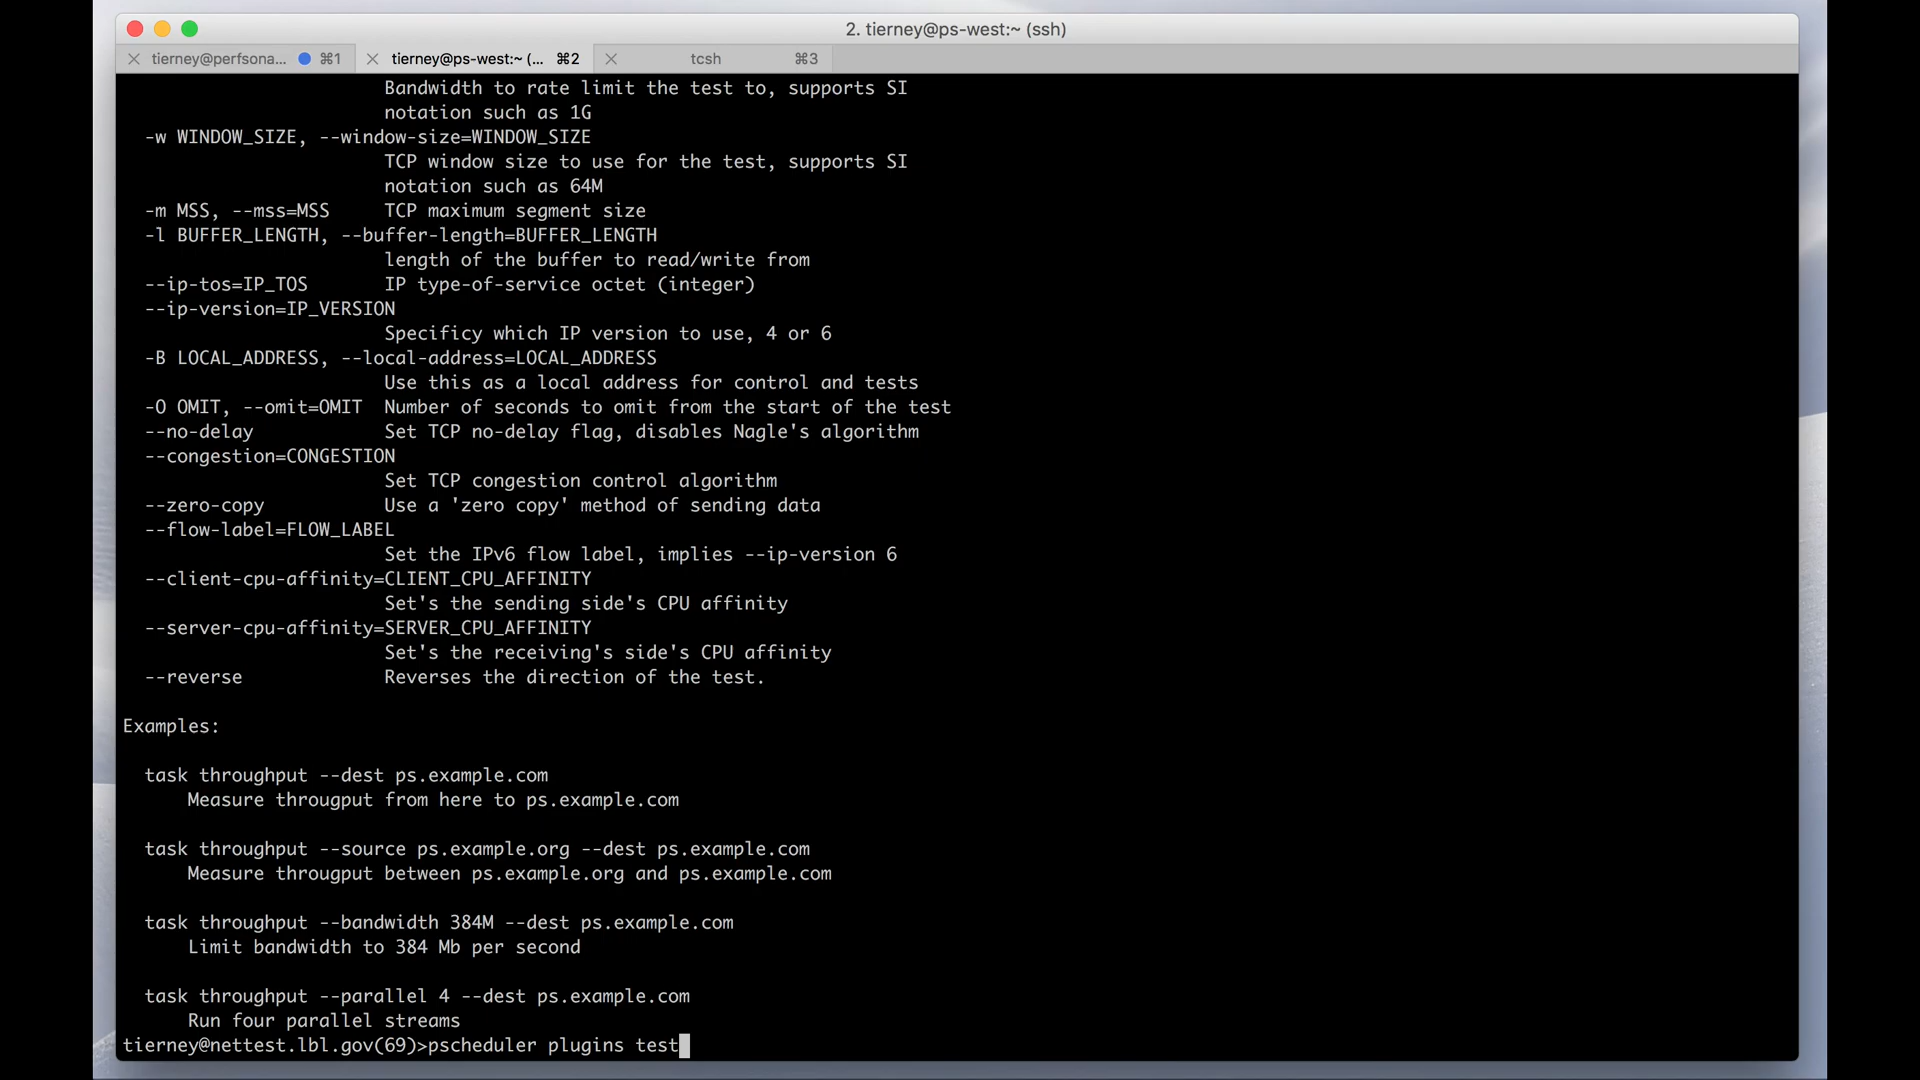 2. tierney@ps-west:~ (ssh)
tierney@perfsona... ⌘1 tierney@ps-west:~ (... ⌘2 tcsh ⌘3
Bandwidth to rate limit the test to, supports SI
notation such as 1G
-w WINDOW_SIZE, --window-size=WINDOW_SIZE
TCP window size to use for the test, supports SI
notation such as 64M
-m MSS, --mss=MSS TCP maximum segment size
-l BUFFER_LENGTH, --buffer-length=BUFFER_LENGTH
length of the buffer to read/write from
--ip-tos=IP_TOS IP type-of-service octet (integer)
--ip-version=IP_VERSION
Specificy which IP version to use, 4 or 6
-B LOCAL_ADDRESS, --local-address=LOCAL_ADDRESS
Use this as a local address for control and tests
-O OMIT, --omit=OMIT Number of seconds to omit from the start of the test
--no-delay Set TCP no-delay flag, disables Nagle's algorithm
--congestion=CONGESTION
Set TCP congestion control algorithm
--zero-copy Use a 'zero copy' method of sending data
--flow-label=FLOW_LABEL
Set the IPv6 flow label, implies --ip-version 6
--client-cpu-affinity=CLIENT_CPU_AFFINITY
Set's the sending side's CPU affinity
--server-cpu-affinity=SERVER_CPU_AFFINITY
Set's the receiving's side's CPU affinity
--reverse Reverses the direction of the test.
Examples:
task throughput --dest ps.example.com
Measure througput from here to ps.example.com
task throughput --source ps.example.org --dest ps.example.com
Measure througput between ps.example.org and ps.example.com
task throughput --bandwidth 384M --dest ps.example.com
Limit bandwidth to 384 Mb per second
task throughput --parallel 4 --dest ps.example.com
Run four parallel streams
tierney@nettest.lbl.gov(69)>pscheduler plugins test